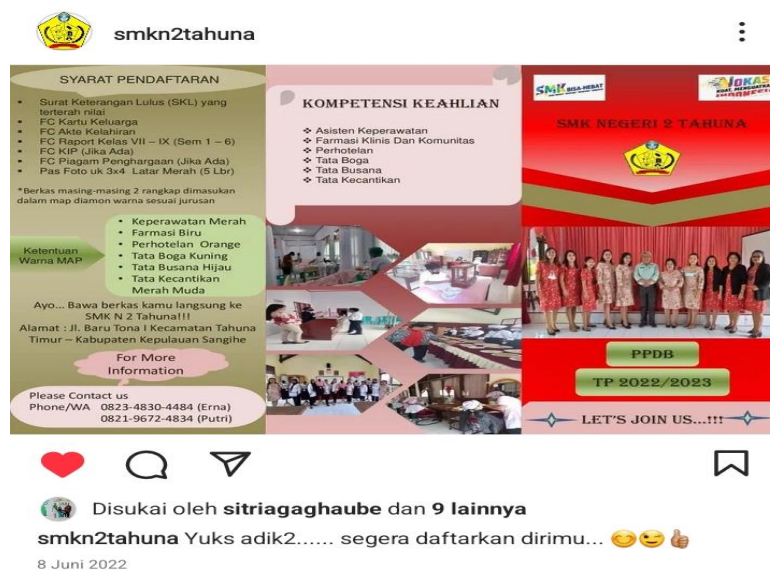 smkn2tahuna
SYARAT PENDAFTARAN
• Surat Keterangan Lulus (SKL) yang
terterah nilai
• FC Kartu Keluarga
• FC Akte Kelahiran
• FC Raport Kelas VII – IX (Sem 1 – 6)
• FC KIP (Jika Ada)
• FC Piagam Penghargaan (Jika Ada)
• Pas Foto uk 3x4 Latar Merah (5 Lbr)
*Berkas masing-masing 2 rangkap dimasukan
dalam map diamon warna sesuai jurusan
Ketentuan
Warna MAP
• Keperawatan Merah
• Farmasi Biru
• Perhotelan Orange
• Tata Boga Kuning
• Tata Busana Hijau
• Tata Kecantikan
Merah Muda
Ayo... Bawa berkas kamu langsung ke
SMK N 2 Tahuna!!!
Alamat : Jl. Baru Tona I Kecamatan Tahuna
Timur – Kabupaten Kepulauan Sangihe
For More
Information
Please Contact us
Phone/WA 0823-4830-4484 (Erna)
0821-9672-4834 (Putri)
KOMPETENSI KEAHLIAN
❖ Asisten Keperawatan
❖ Farmasi Klinis Dan Komunitas
❖ Perhotelan
❖ Tata Boga
❖ Tata Busana
❖ Tata Kecantikan
SMK BISA-HEBAT
VOKASI
KUAT, MENGUATKAN
INDONESIA
SMK NEGERI 2 TAHUNA
PPDB
TP 2022/2023
LET'S JOIN US...!!!
Disukai oleh sitriagaghaube dan 9 lainnya
smkn2tahuna Yuks adik2...... segera daftarkan dirimu... 😊😉👍
8 Juni 2022